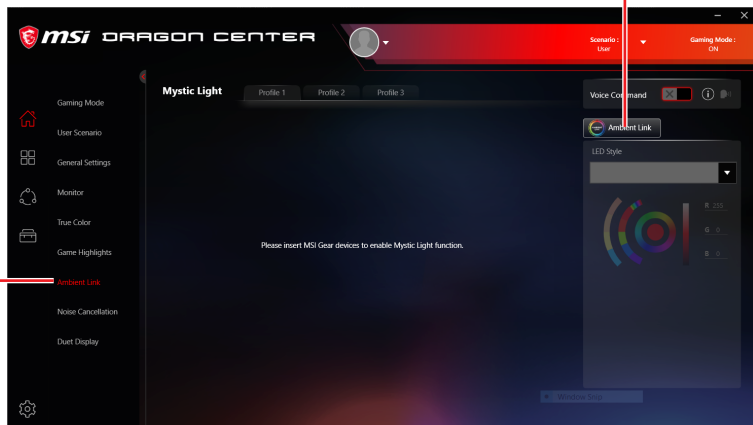 msi DRAGON CENTER
Scenario :
User
Gaming Mode :
ON
Mystic Light
Profile 1
Profile 2
Profile 3
Voice Command
Ambient Link
LED Style
R 255
G 0
B 0
Gaming Mode
User Scenario
General Settings
Monitor
True Color
Game Highlights
Ambient Link
Noise Cancellation
Duet Display
Please insert MSI Gear devices to enable Mystic Light function.
Window Snip